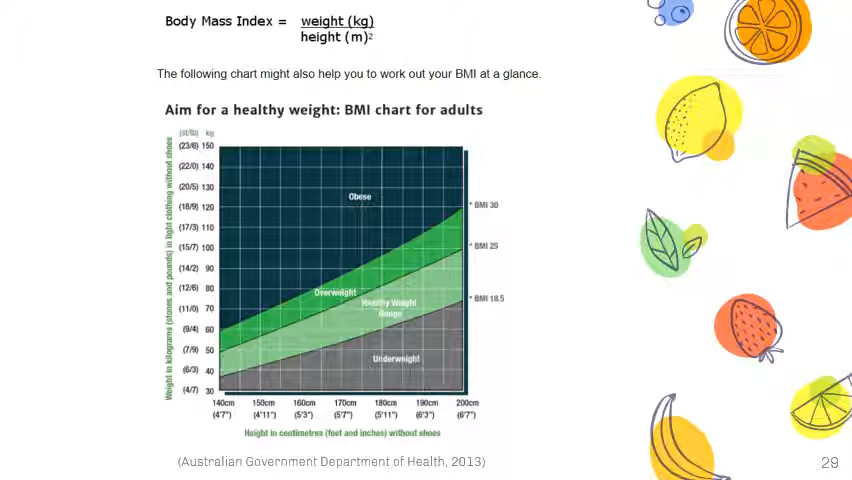 Body Mass Index = weight (kg)
height (m)²
The following chart might also help you to work out your BMI at a glance.
Aim for a healthy weight: BMI chart for adults
Weight in kilograms (stones and pounds) in light clothing without shoes
(st/lb) kg
(23/6) 150
(22/0) 140
(20/5) 130
(18/9) 120
(17/3) 110
(15/7) 100
(14/2) 90
(12/6) 80
(11/0) 70
(9/4) 60
(7/9) 50
(6/3) 40
(4/7) 30
Obese
* BMI 30
* BMI 25
Overweight
Healthy Weight
Range
* BMI 18.5
Underweight
140cm 150cm 160cm 170cm 180cm 190cm 200cm
(4'7") (4'11") (5'3") (5'7") (5'11") (6'3") (6'7")
Height in centimetres (feet and inches) without shoes
(Australian Government Department of Health, 2013)
29